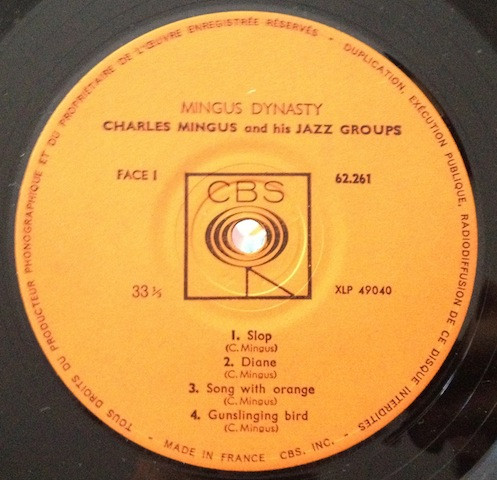 TOUS DROITS DU PRODUCTEUR PHONOGRAPHIQUE ET DU PROPRIÉTAIRE DE L'ŒUVRE ENREGISTRÉE RÉSERVÉS - DUPLICATION, EXÉCUTION PUBLIQUE, RADIODIFFUSION DE CE DISQUE INTERDITES
MINGUS DYNASTY
CHARLES MINGUS and his JAZZ GROUPS
FACE I
62.261
CBS
33 ⅓
XLP 49040
1. Slop
(C. Mingus)
2. Diane
(C. Mingus)
3. Song with orange
(C. Mingus)
4. Gunslinging bird
(C. Mingus)
- MADE IN FRANCE CBS, INC. -